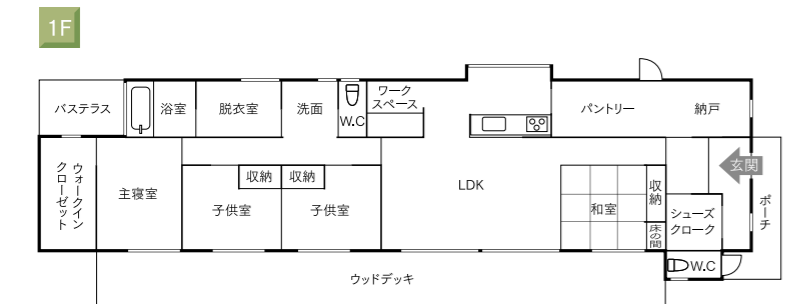 1F
バステラス
浴室
脱衣室
洗面
W.C
ワーク
スペース
パントリー
納戸
ウォークイン
クローゼット
主寝室
収納
収納
子供室
子供室
LDK
和室
収納
床の間
玄関
シューズ
クローク
ポーチ
W.C
ウッドデッキ